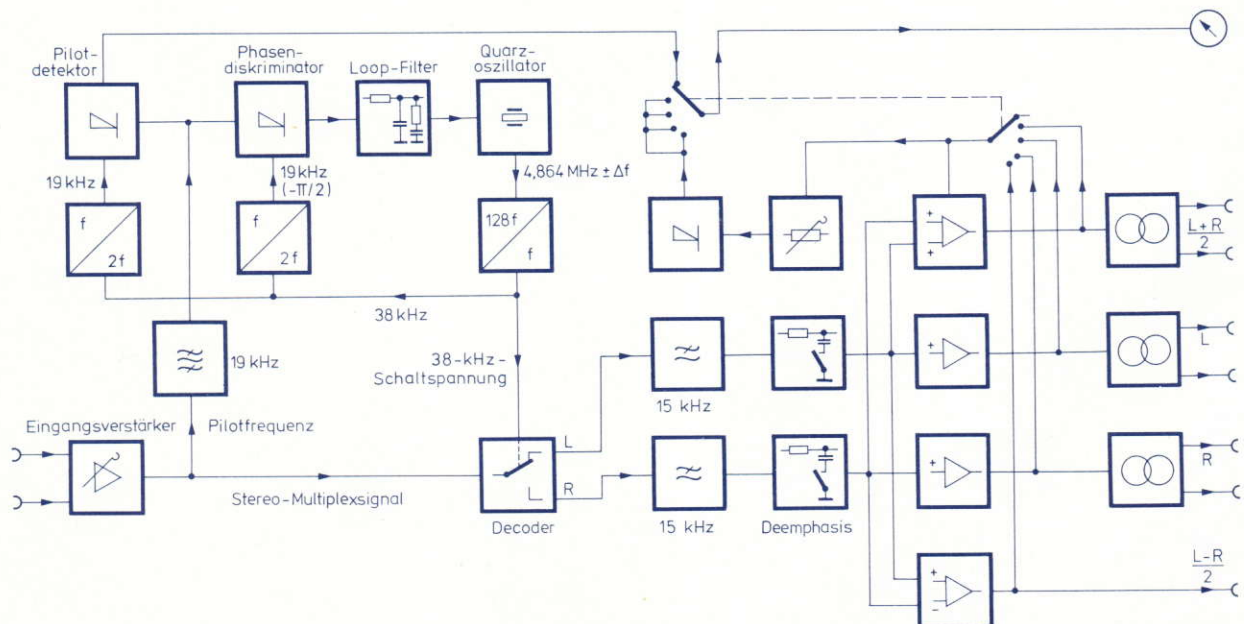 Pilot-
detektor
Phasen-
diskriminator
Loop-Filter
Quarz-
oszillator
19 kHz
19 kHz
(-π/2)
4,864 MHz ± Δf
f
2f
f
2f
128f
f
38 kHz
19 kHz
38-kHz-
Schaltspannung
15 kHz
Eingangsverstärker
Pilotfrequenz
Stereo-Multiplexsignal
L
R
Decoder
15 kHz
Deemphasis
+
+
+
+
+
-
L+R
2
L
R
L-R
2